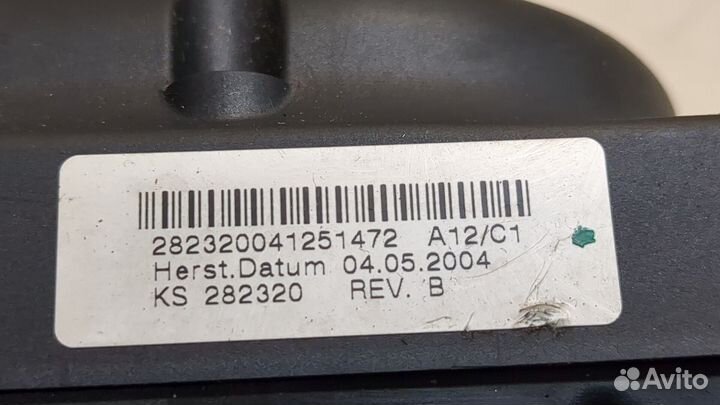 282320041251472 A12/C1
Herst.Datum 04.05.2004
KS 282320 REV. B
Avito